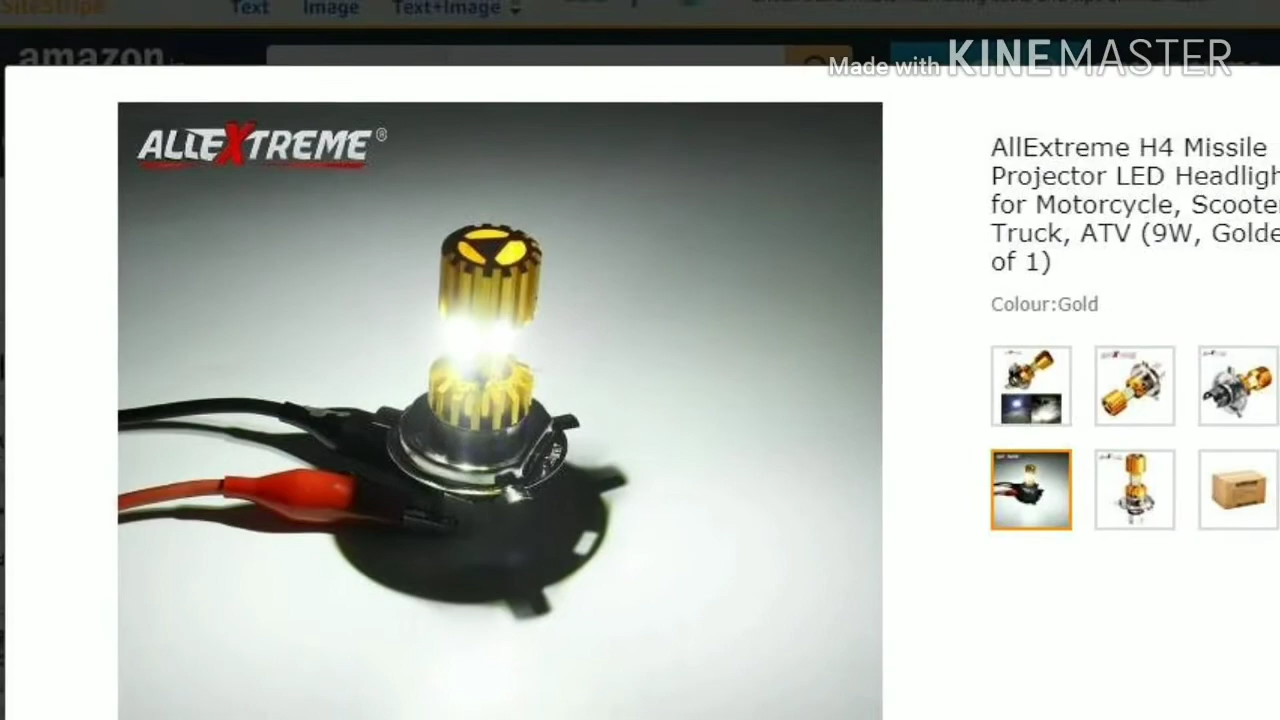 SiteStripe Text Image Text+Image
amazon
Made with KINEMASTER
ALLEXTREME®
AllExtreme H4 Missile
Projector LED Headligh
for Motorcycle, Scooter
Truck, ATV (9W, Golde
of 1)
Colour:Gold